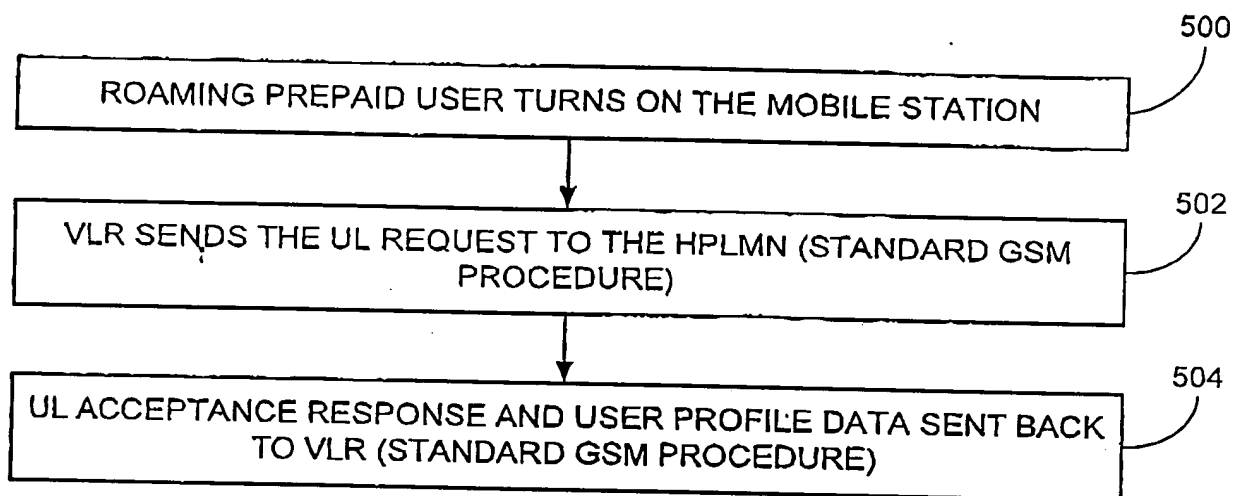 500
ROAMING PREPAID USER TURNS ON THE MOBILE STATION
502
VLR SENDS THE UL REQUEST TO THE HPLMN (STANDARD GSM
PROCEDURE)
504
UL ACCEPTANCE RESPONSE AND USER PROFILE DATA SENT BACK
TO VLR (STANDARD GSM PROCEDURE)